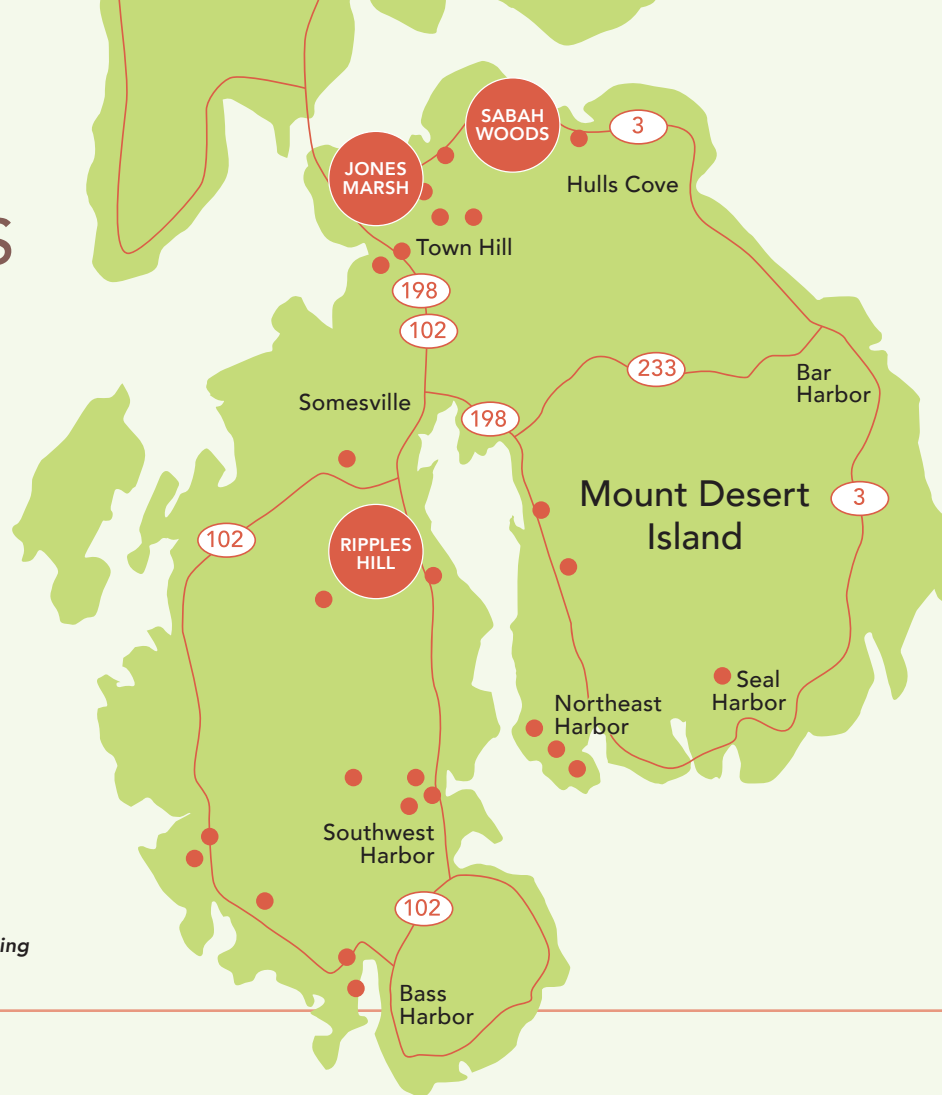 SABAH
WOODS
3
JONES
MARSH
Hulls Cove
S
Town Hill
198
102
233
Bar
Harbor
Somesville
198
Mount Desert
Island
3
102
RIPPLES
HILL
Seal
Harbor
Northeast
Harbor
Southwest
Harbor
102
ing
Bass
Harbor